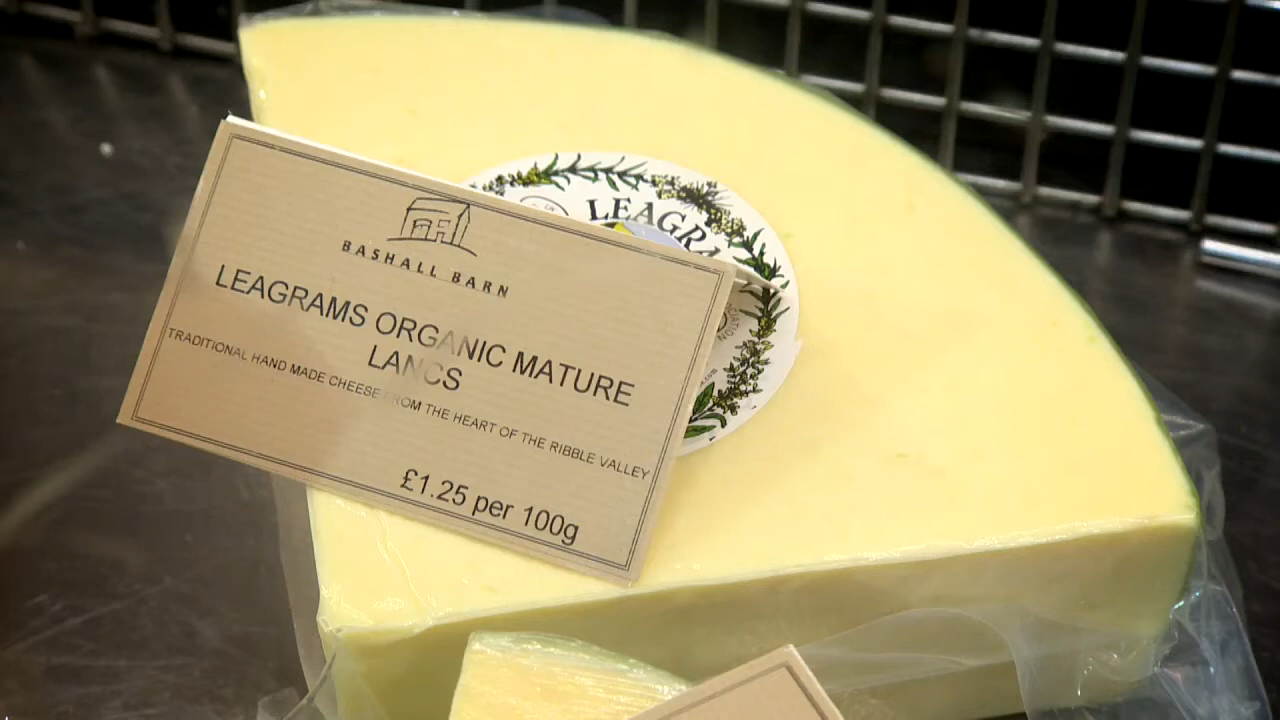 LEAGRA
BASHALL BARN
LEAGRAMS ORGANIC MATURE
LANCS
TRADITIONAL HAND MADE CHEESE FROM THE HEART OF THE RIBBLE VALLEY
£1.25 per 100g